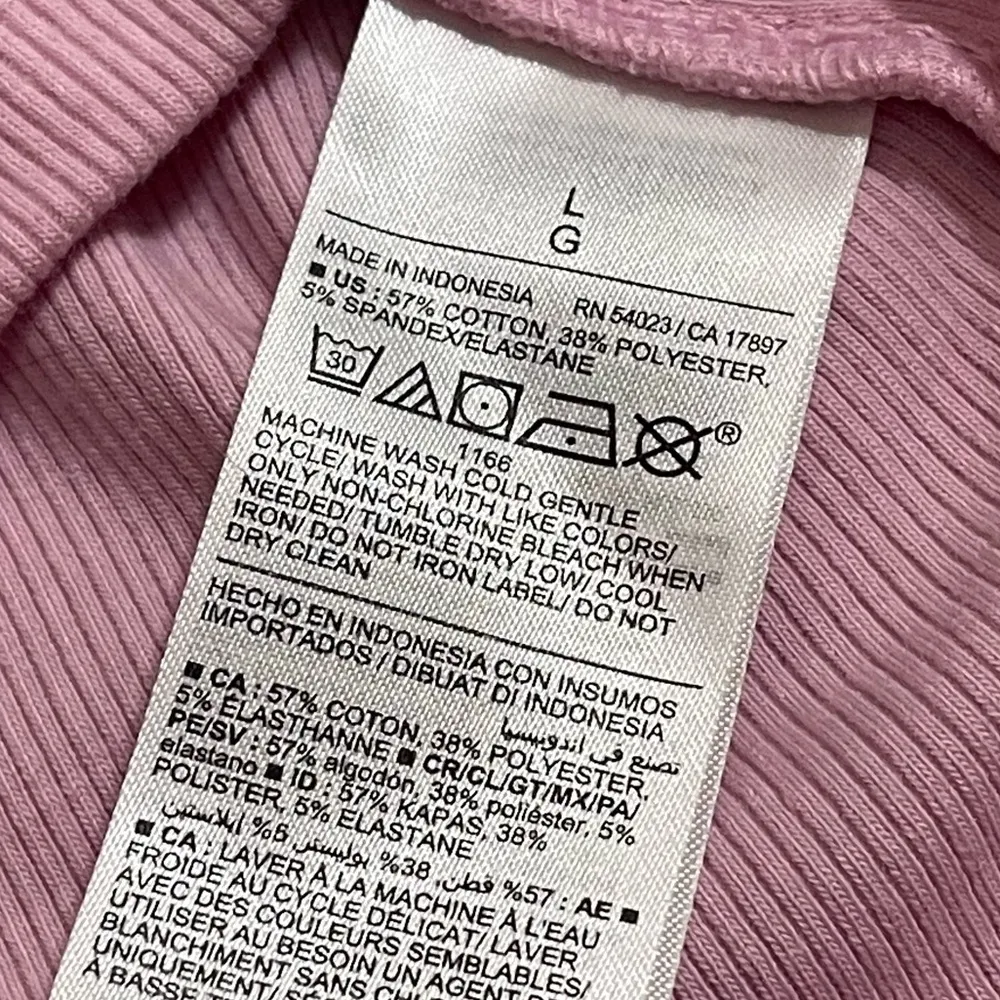 L
G
MADE IN INDONESIA RN 54023 / CA 17897
■ US : 57% COTTON, 38% POLYESTER,
5% SPANDEX/ELASTANE
30
®
1166
MACHINE WASH COLD GENTLE
CYCLE/ WASH WITH LIKE COLORS/
ONLY NON-CHLORINE BLEACH WHEN
NEEDED/ TUMBLE DRY LOW/ COOL
IRON/ DO NOT IRON LABEL/ DO NOT
DRY CLEAN
HECHO EN INDONESIA CON INSUMOS
IMPORTADOS / DIBUAT DI INDONESIA
تصنع في اندونيسيا
■ CA : 57% COTON, 38% POLYESTER,
5% ÉLASTHANNE ■ CR/CL/GT/MX/PA/
PE/SV : 57% algodón, 38% poliéster, 5%
elastano ■ ID : 57% KAPAS, 38%
POLISTER, 5% ELASTANE
■ AE : 57% قطن, 38% بوليستر, 5% إيلاستين
■ CA : LAVER À LA MACHINE À L'EAU
FROIDE AU CYCLE DÉLICAT/ LAVER
AVEC DES COULEURS SEMBLABLES/
UTILISER AU BESOIN UN AGENT DE
BLANCHIMENT SANS
UNIQUEMENT/
À BASSE